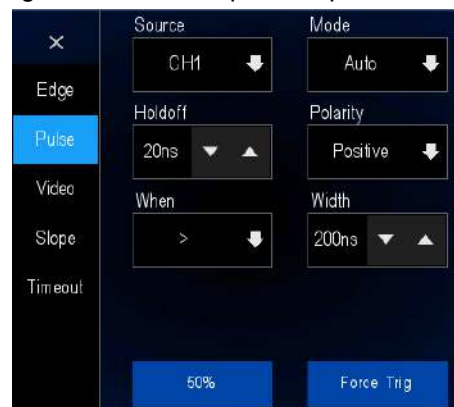 ×
Edge
Pulse
Video
Slope
Timeout
Source
Mode
CH1
Auto
Holdoff
Polarity
20ns
Positive
When
Width
>
200ns
50%
Force Trig